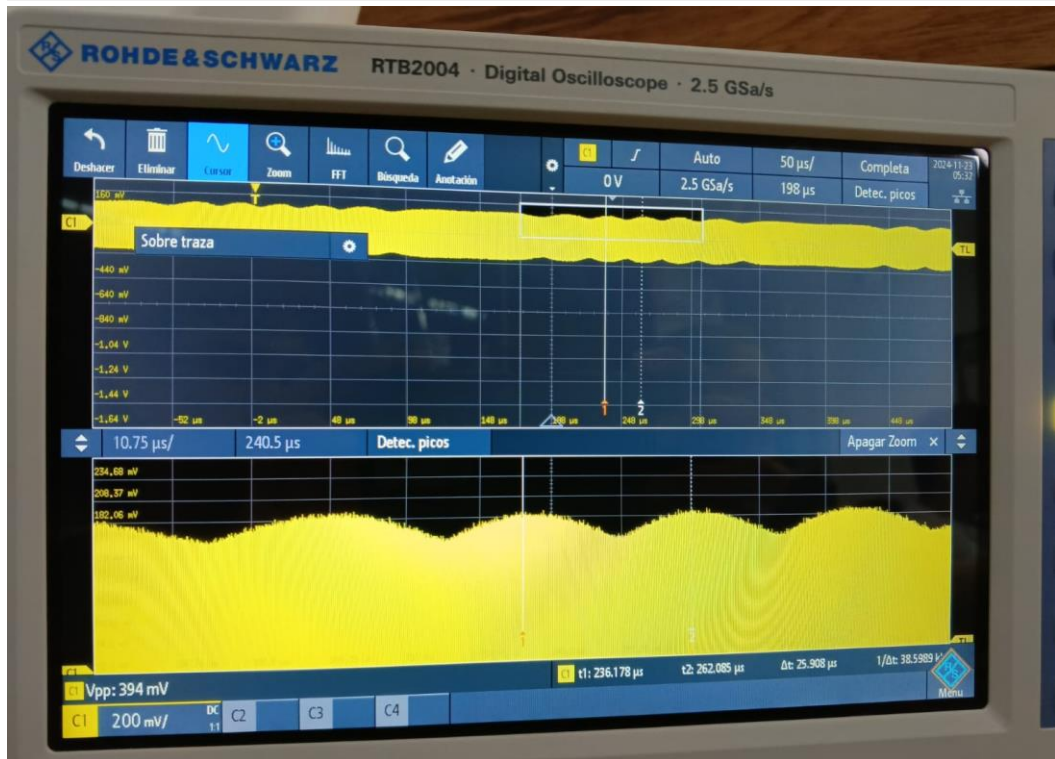 ROHDE&SCHWARZ RTB2004 · Digital Oscilloscope · 2.5 GSa/s
Deshacer Eliminar Cursor Zoom FFT Búsqueda Anotación
C1 Auto 50 µs/ Completa 2024-11-23
0 V 2.5 GSa/s 198 µs Detec. picos 05:32
160 mV
T
C1
TL
Sobre traza
-440 mV
-640 mV
-840 mV
-1,04 V
-1,24 V
-1,44 V
1 2
-1,64 V -52 µs -2 µs 48 µs 98 µs 148 µs 198 µs 248 µs 298 µs 348 µs 398 µs 448 µs
10.75 µs/ 240.5 µs Detec. picos Apagar Zoom ×
234,68 mV
208,37 mV
182,06 mV
1 2
TL
C1
C1 t1: 236.178 µs t2: 262.085 µs Δt: 25.908 µs 1/Δt: 38.5989
C1 Vpp: 394 mV
Menu
C1 200 mV/ DC 1:1 C2 C3 C4